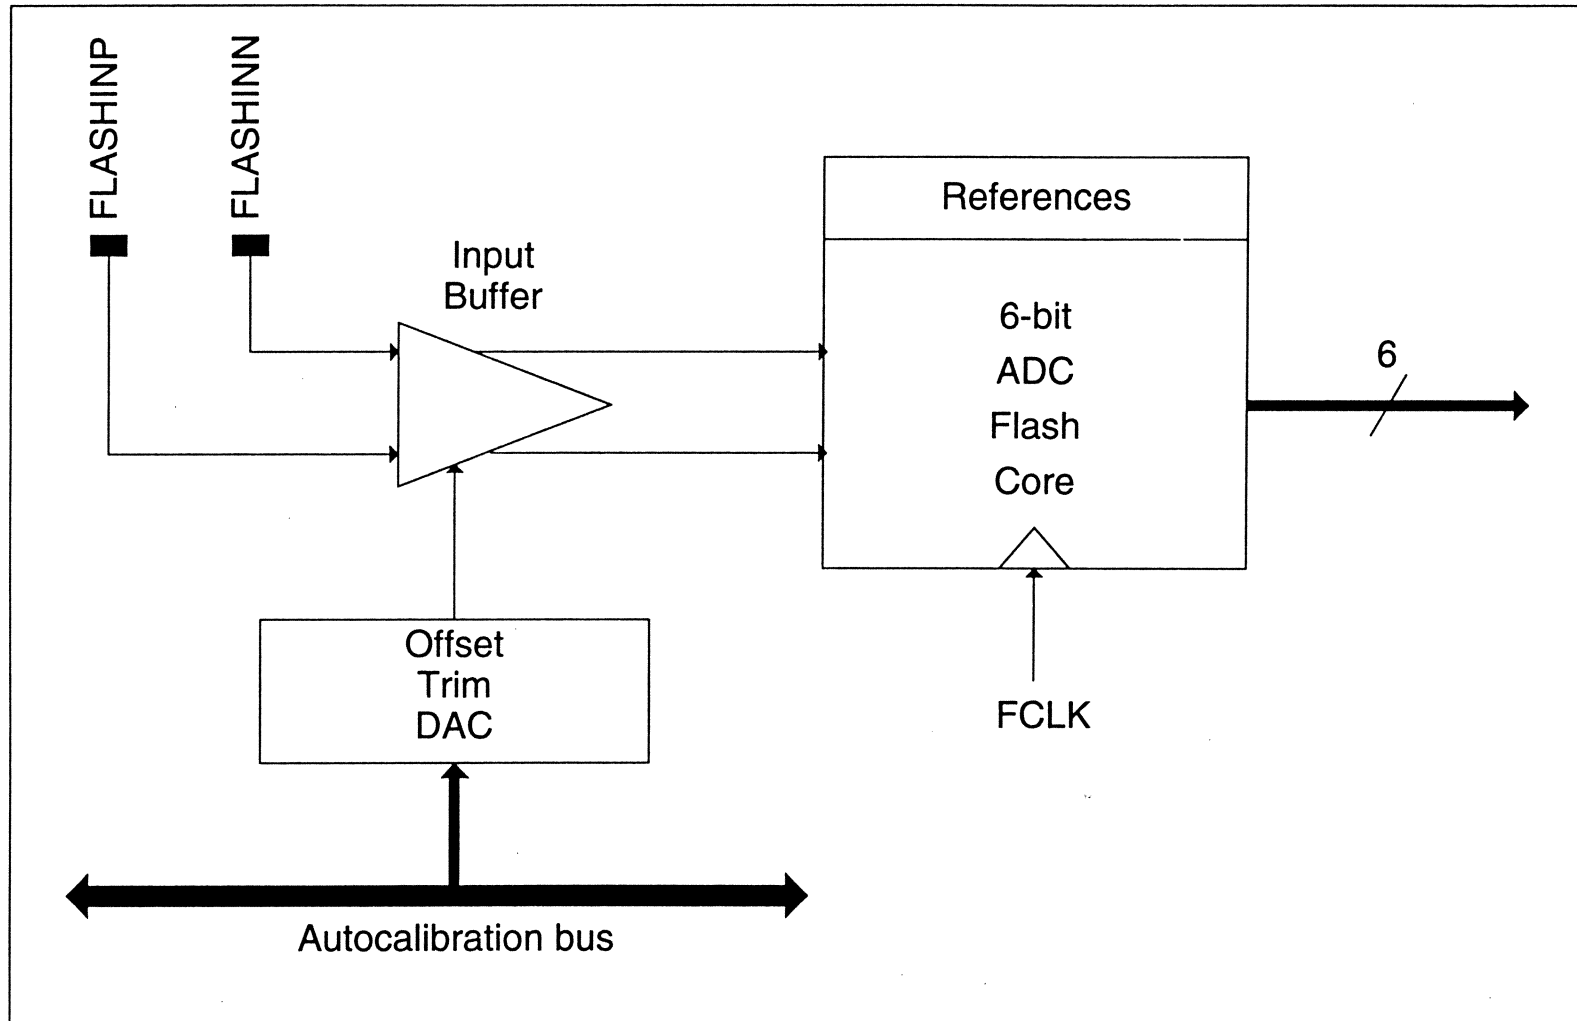 FLASHINP
FLASHINN
Input
Buffer
References
6-bit
ADC
Flash
Core
6
Offset
Trim
DAC
FCLK
Autocalibration bus